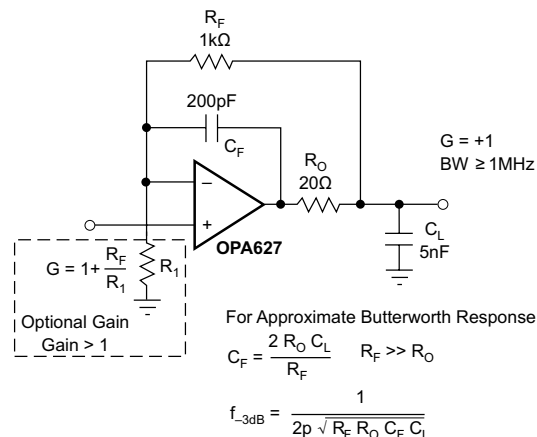 R_F
1kΩ
200pF
C_F
R_O
20Ω
G = +1
BW ≥ 1MHz
–
+
OPA627
C_L
5nF
G = 1+ R_F/R_1
R_1
Optional Gain
Gain > 1
For Approximate Butterworth Response
C_F = 2 R_O C_L / R_F    R_F >> R_O
f_–3dB = 1 / 2p √ R_F R_O C_F C_L